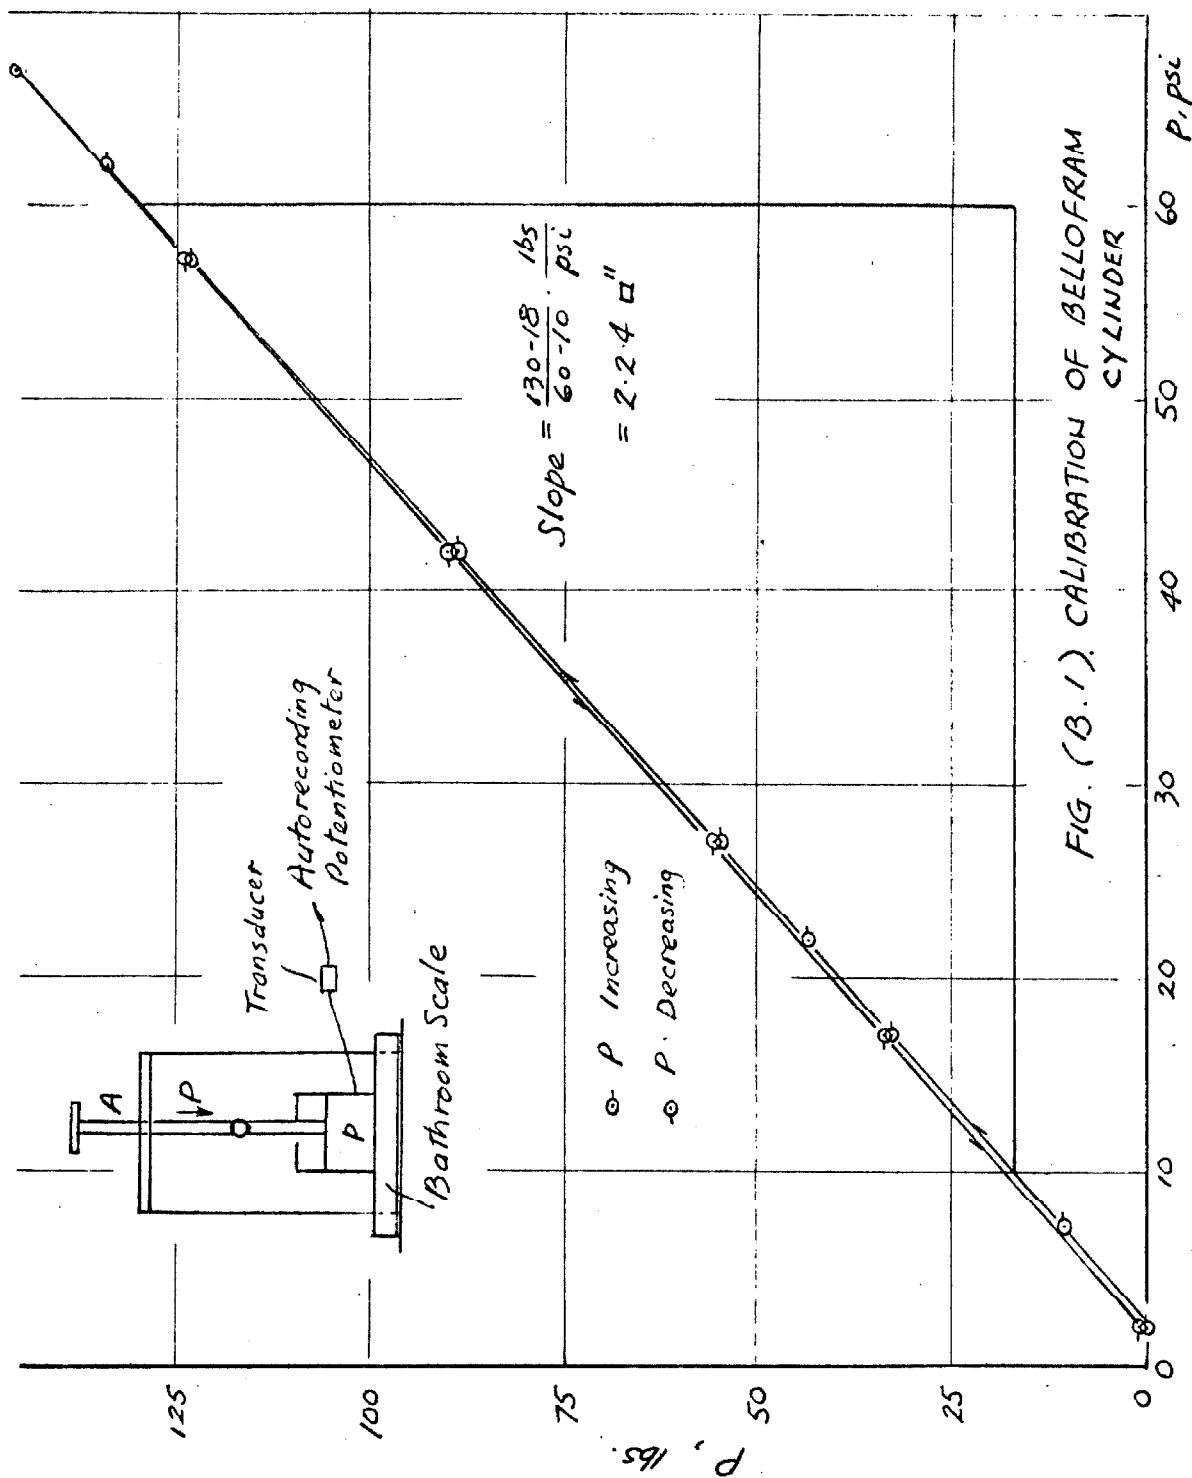 A
P
p
Transducer
Autorecording
Potentiometer
Bathroom Scale
P Increasing
P. Decreasing
Slope = 130-18 / 60-10 . lbs / psi
= 2.24 □"
P, lbs.
125
100
75
50
25
0
0
10
20
30
40
50
60
p, psi
FIG. (B.1). CALIBRATION OF BELLOFRAM
CYLINDER